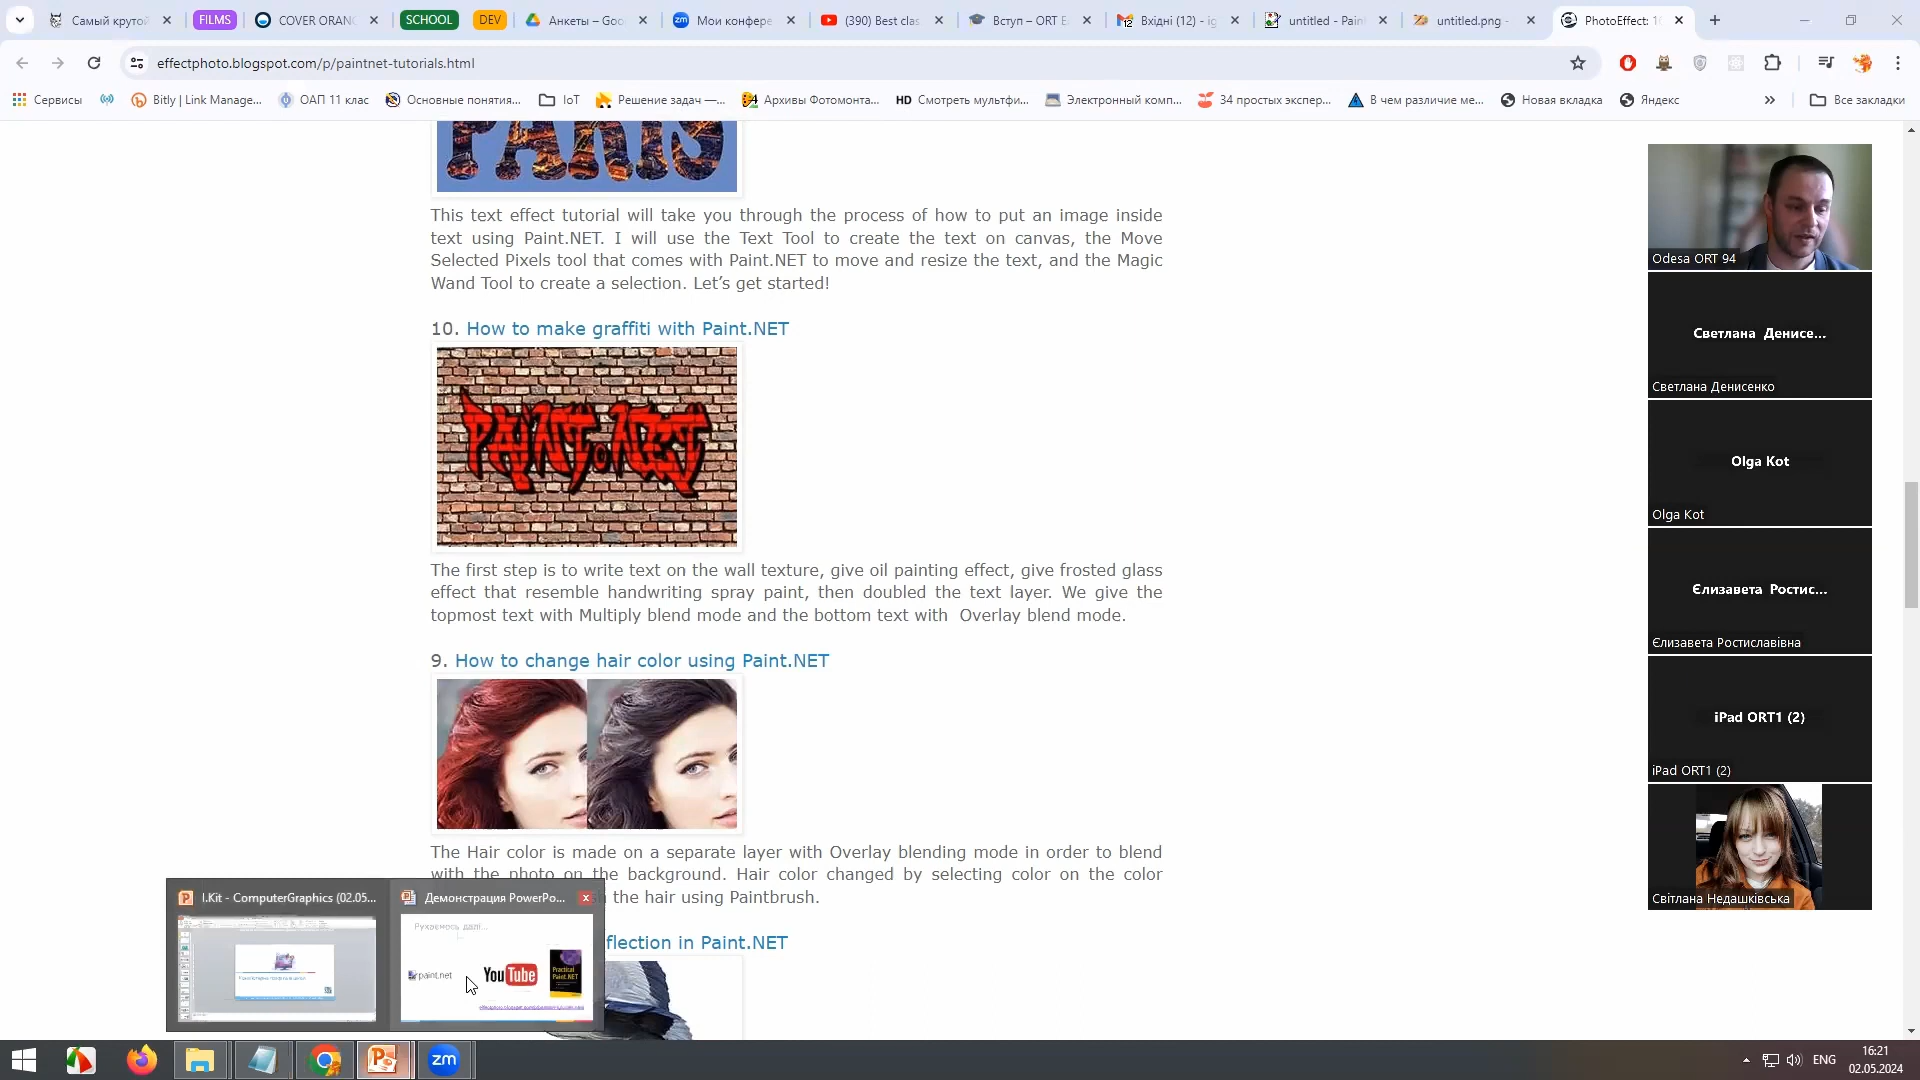 Самый крутой
FILMS
COVER ORAN
SCHOOL
DEV
Анкеты – Goo
Мои конфере
(390) Best clas
Вступ – ORT E
Вхідні (12) - ig
untitled - Pain
untitled.png -
PhotoEffect: 10
effectphoto.blogspot.com/p/paintnet-tutorials.html
Сервисы
Bitly | Link Manage...
ОАП 11 клас
Основные понятия...
IoT
Решение задач —...
Архивы Фотомонта...
HD Смотреть мультфи...
Электронный комп...
34 простых экспер...
В чем различие ме...
Новая вкладка
Яндекс
Все закладки
PARIS
This text effect tutorial will take you through the process of how to put an image inside
text using Paint.NET. I will use the Text Tool to create the text on canvas, the Move
Selected Pixels tool that comes with Paint.NET to move and resize the text, and the Magic
Wand Tool to create a selection. Let’s get started!
10. How to make graffiti with Paint.NET
PAINT.NET
The first step is to write text on the wall texture, give oil painting effect, give frosted glass
effect that resemble handwriting spray paint, then doubled the text layer. We give the
topmost text with Multiply blend mode and the bottom text with Overlay blend mode.
9. How to change hair color using Paint.NET
The Hair color is made on a separate layer with Overlay blending mode in order to blend
with the photo on the background. Hair color changed by selecting color on the color
the hair using Paintbrush.
flection in Paint.NET
I.Kit - ComputerGraphics (02.05...
Демонстрация PowerPo...
Рухаємось далі...
paint.net
YouTube
Practical
Paint.NET
Odesa ORT 94
Светлана Денисе...
Светлана Денисенко
Olga Kot
Olga Kot
Єлизавета Ростис...
Єлизавета Ростиславівна
iPad ORT1 (2)
iPad ORT1 (2)
Світлана Недашківська
zm
ENG
16:21
02.05.2024